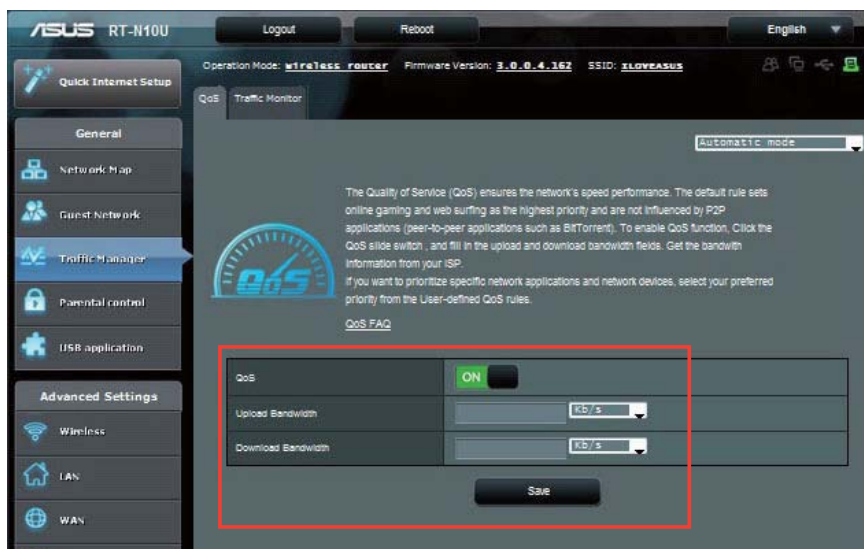 ASUS RT-N10U
Logout
Reboot
English
Operation Mode: Wireless router Firmware Version: 3.0.0.4.162 SSID: ILOVEASUS
Quick Internet Setup
QoS
Traffic Monitor
General
Automatic mode
Network Map
Guest Network
Traffic Manager
Parental control
USB application
The Quality of Service (QoS) ensures the network's speed performance. The default rule sets
online gaming and web surfing as the highest priority and are not influenced by P2P
applications (peer-to-peer applications such as BitTorrent). To enable QoS function, Click the
QoS slide switch , and fill in the upload and download bandwidth fields. Get the bandwith
information from your ISP.
If you want to prioritize specific network applications and network devices, select your preferred
priority from the User-defined QoS rules.
QoS FAQ
QoS
QoS
ON
Upload Bandwidth
Kb/s
Download Bandwidth
Kb/s
Save
Advanced Settings
Wireless
LAN
WAN